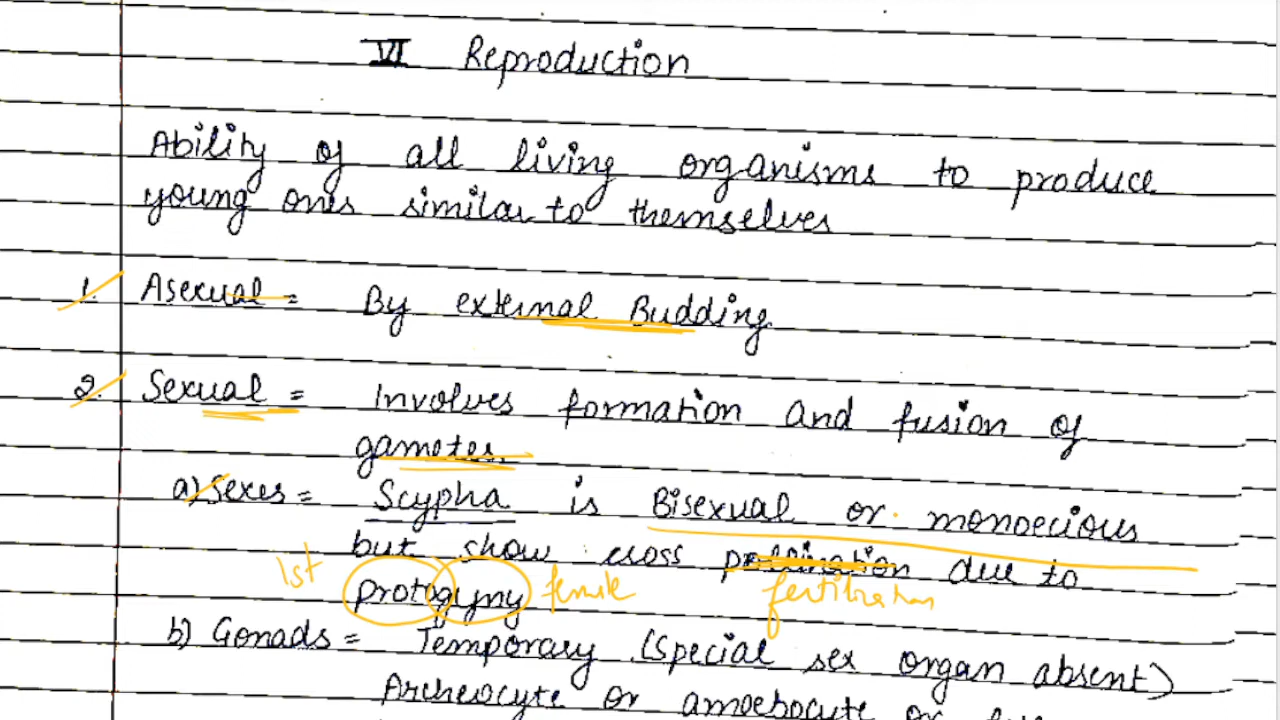 VI Reproduction
Ability of all living organisms to produce
young ones similar to themselves
1. Asexual = By external Budding.
2. Sexual = Involves formation and fusion of
gametes.
a) Sexes = Scypha is Bisexual or monoecious
but show cross pollination due to
1st protogyny female fertilization
b) Gonads = Temporary (Special sex organ absent)
Archeocyte or amoebocyte or